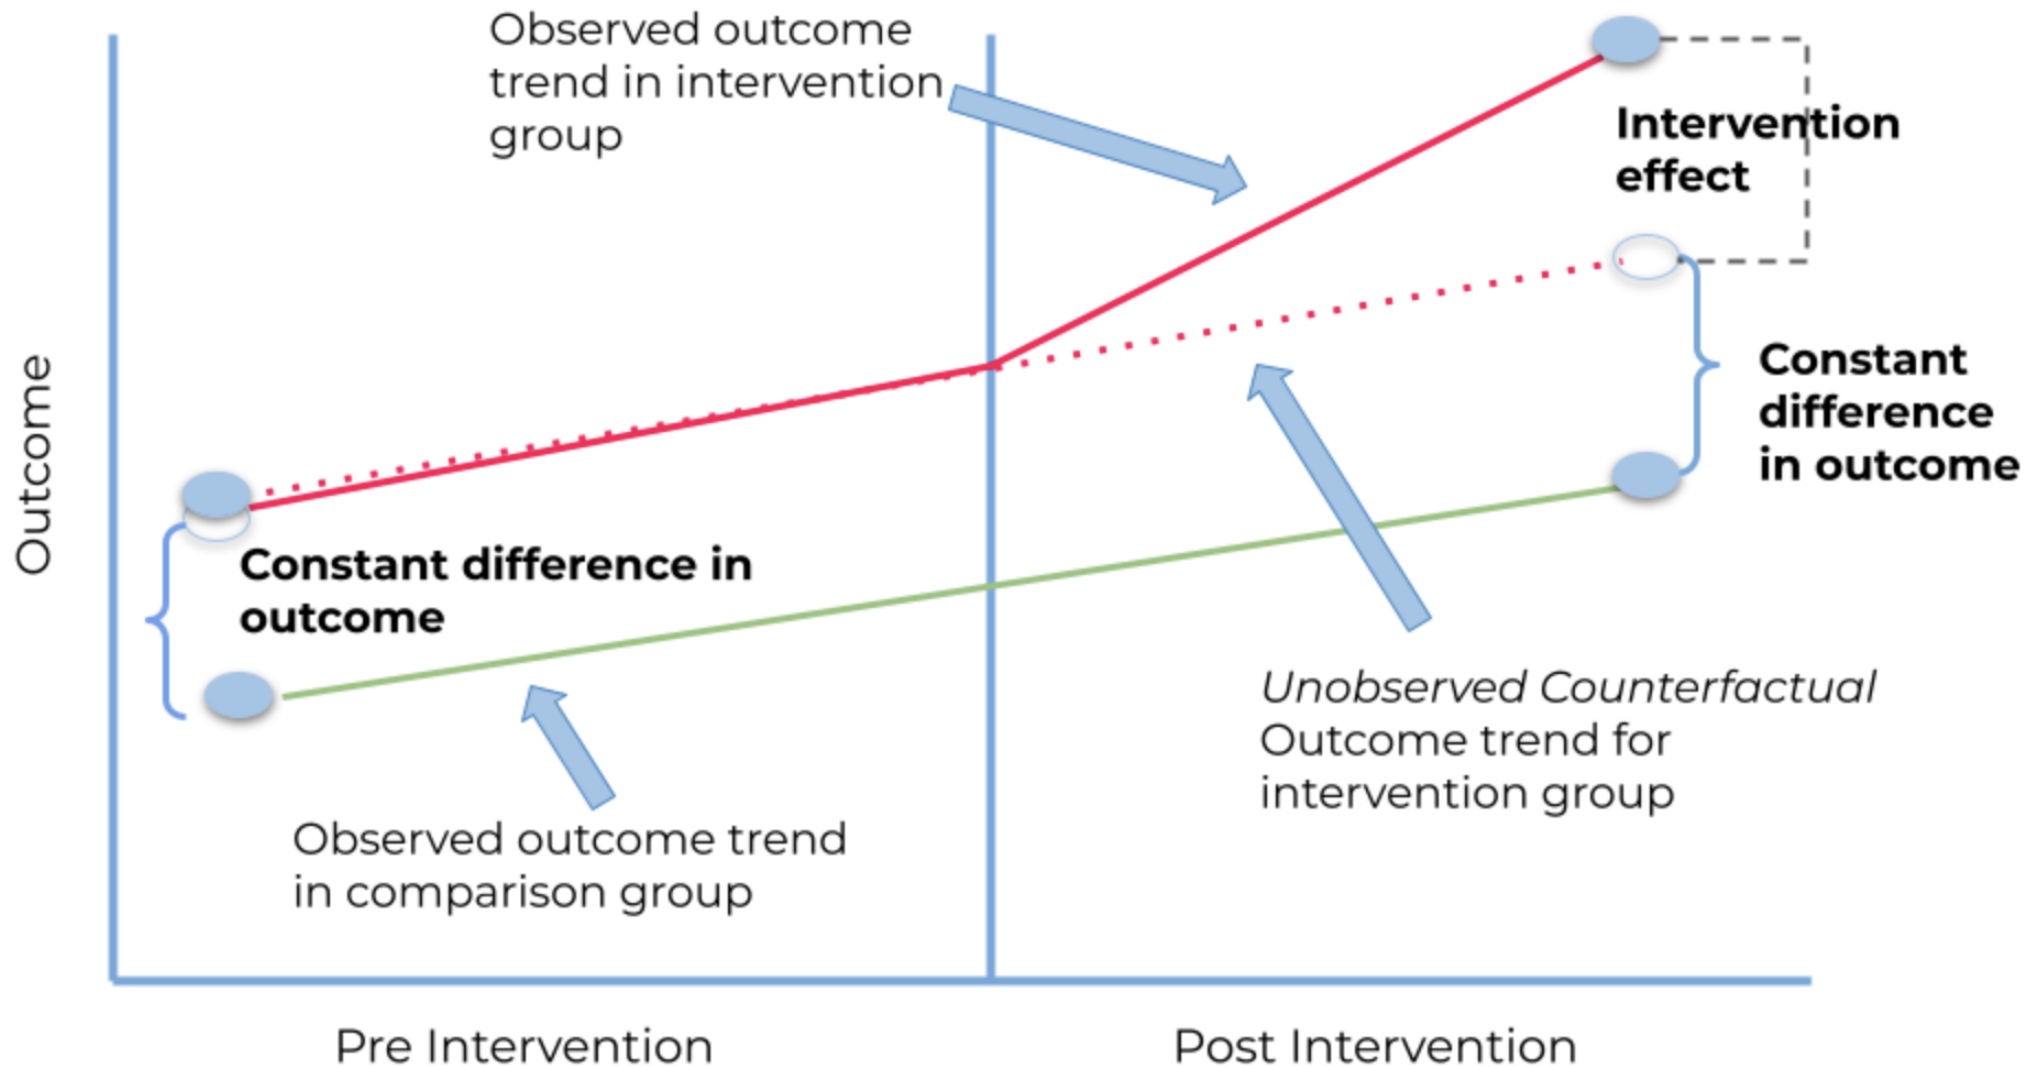 Observed outcome
trend in intervention
group
Intervention
effect
Constant
difference
in outcome
Outcome
Constant difference in
outcome
Unobserved Counterfactual
Outcome trend for
intervention group
Observed outcome trend
in comparison group
Pre Intervention
Post Intervention